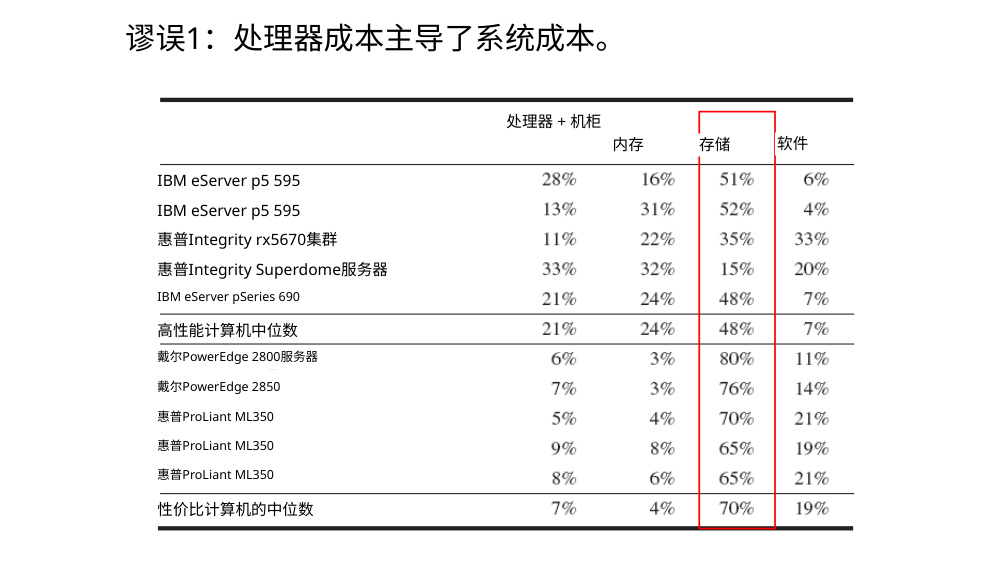 谬误1：处理器成本主导了系统成本。
处理器 + 机柜
内存 存储 软件
IBM eServer p5 595 28% 16% 51% 6%
IBM eServer p5 595 13% 31% 52% 4%
惠普Integrity rx5670集群 11% 22% 35% 33%
惠普Integrity Superdome服务器 33% 32% 15% 20%
IBM eServer pSeries 690 21% 24% 48% 7%
高性能计算机中位数 21% 24% 48% 7%
戴尔PowerEdge 2800服务器 6% 3% 80% 11%
戴尔PowerEdge 2850 7% 3% 76% 14%
惠普ProLiant ML350 5% 4% 70% 21%
惠普ProLiant ML350 9% 8% 65% 19%
惠普ProLiant ML350 8% 6% 65% 21%
性价比计算机的中位数 7% 4% 70% 19%